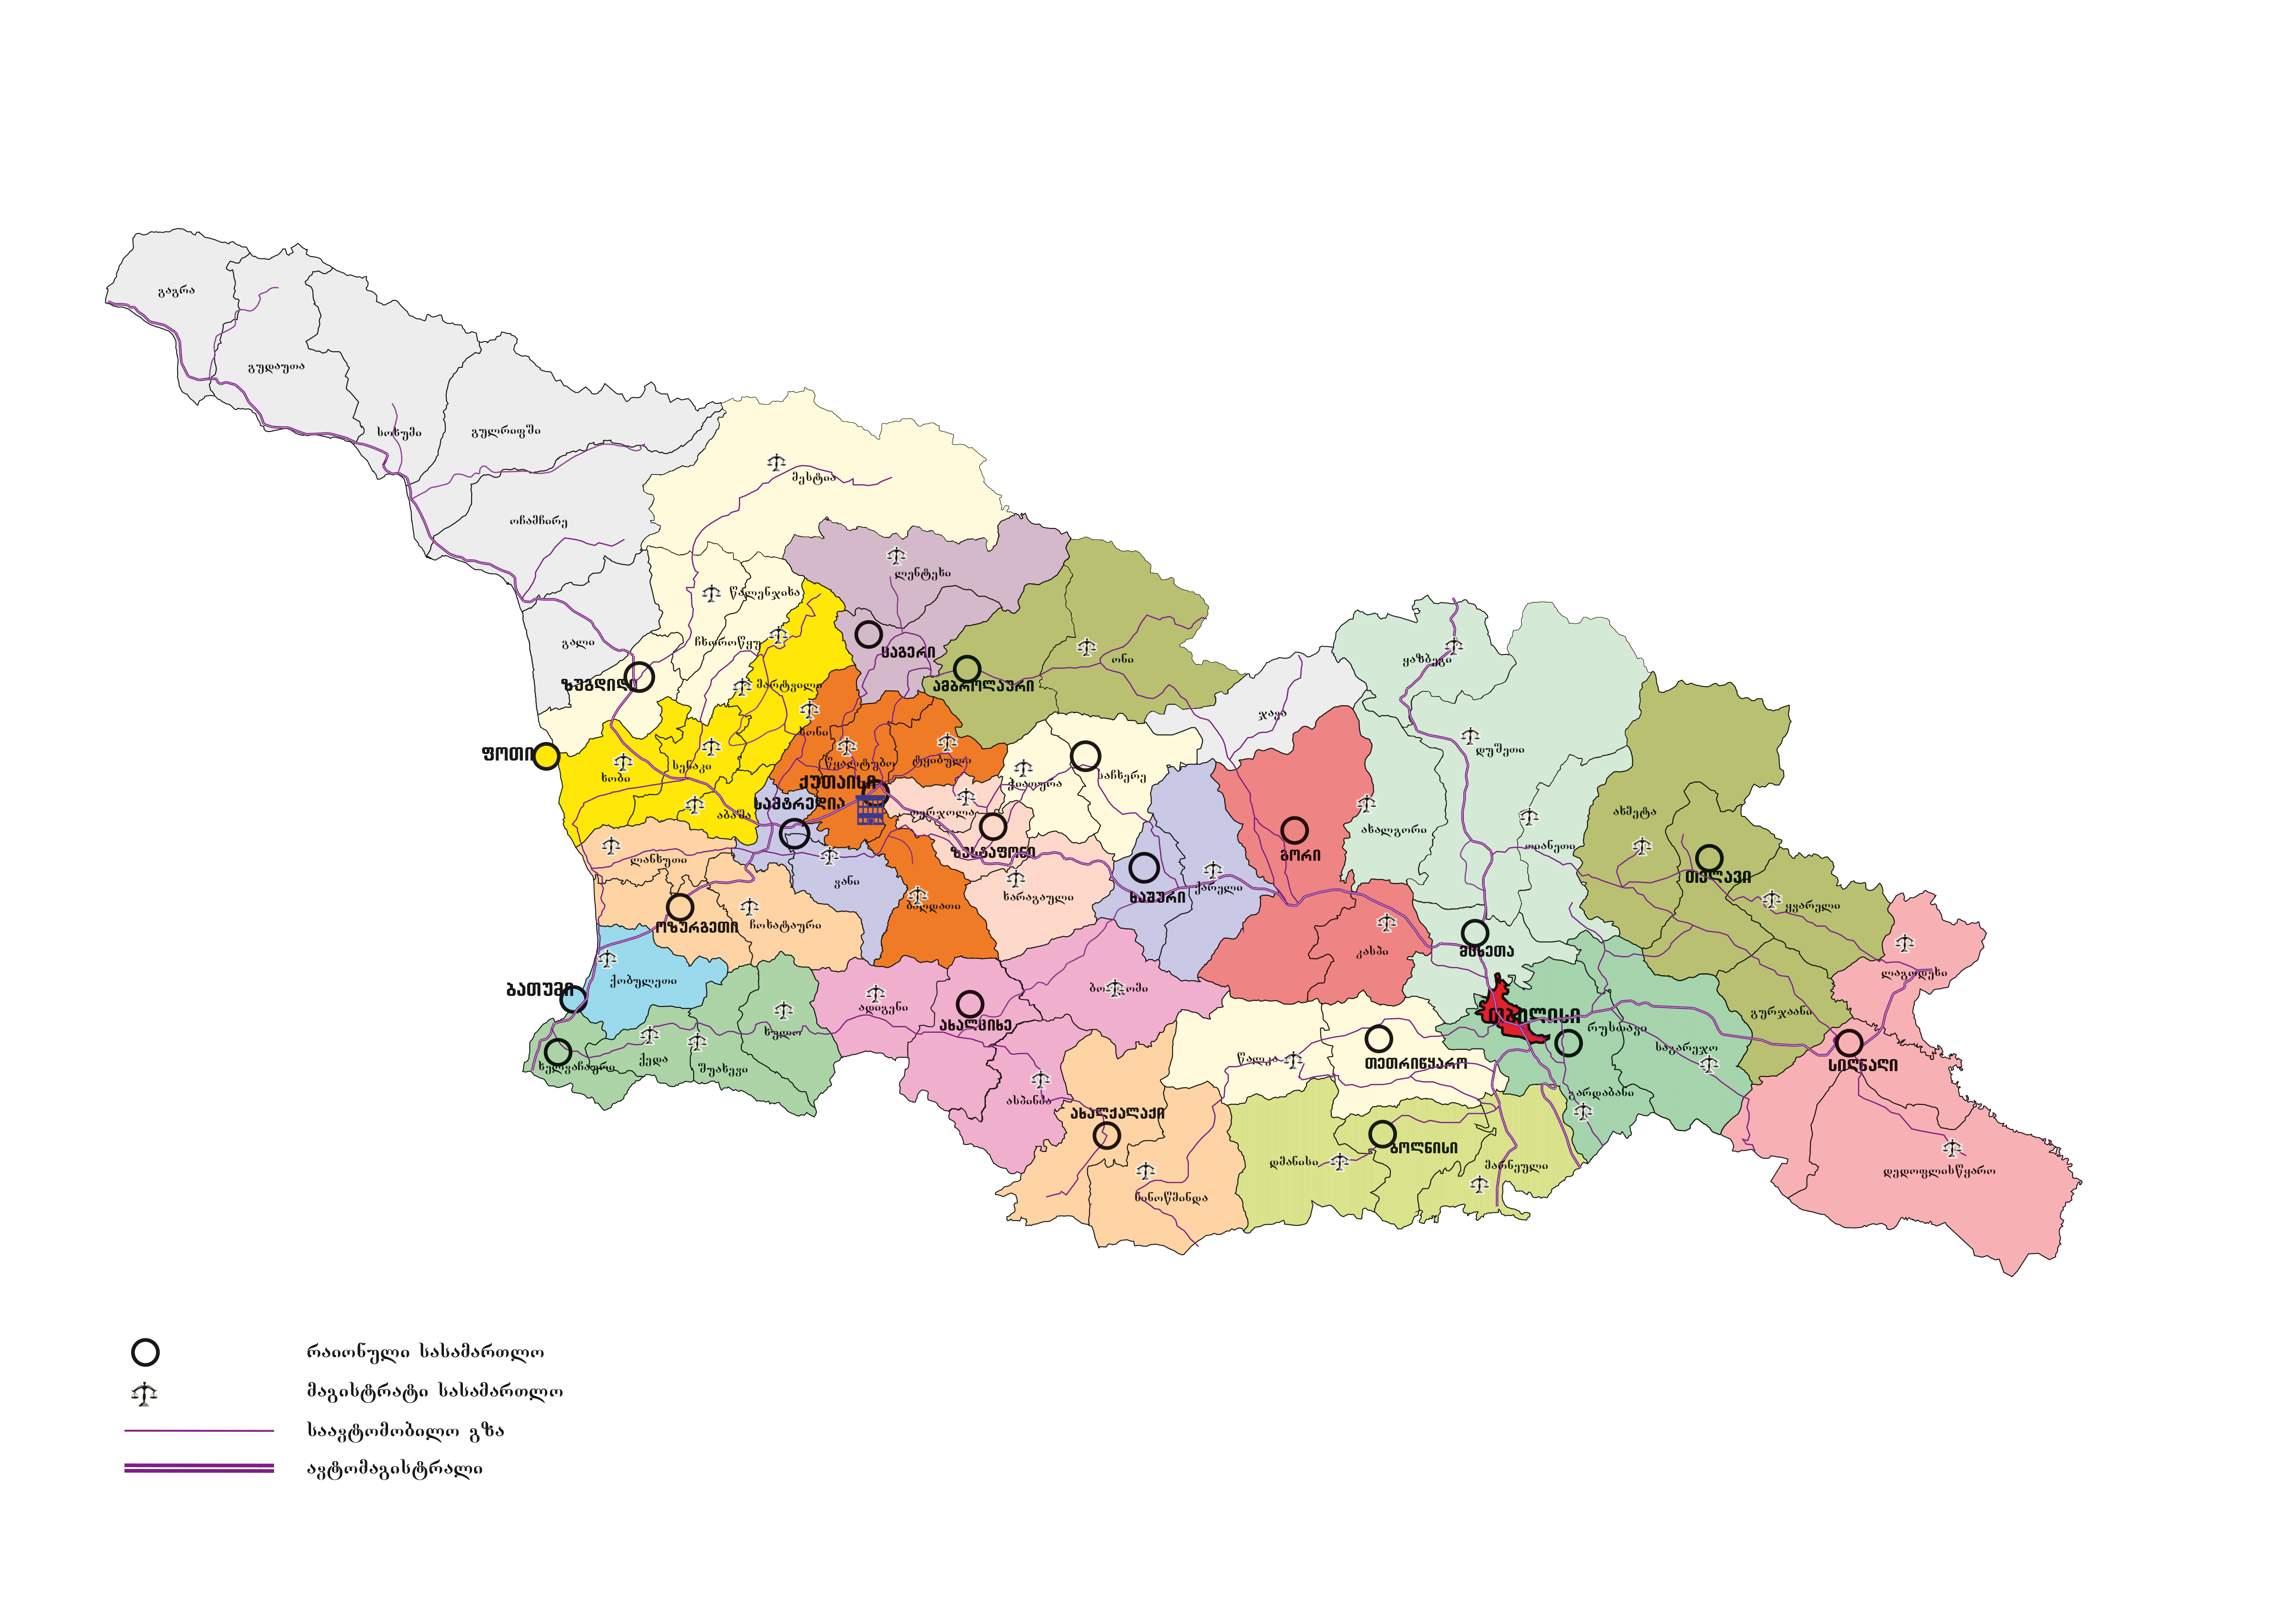 გაგრა
გუდაუთა
სოხუმი
გულრიფში
მესტია
ოჩამჩირე
ლენტეხი
წალენჯიხა
გალი
ჩხოროწყუ
ცაგერი
ონი
ყაზბეგი
ზუგდიდი
მარტვილი
ამბროლაური
ჯავა
ხონი
დუშეთი
ფოთი
ხობი
სენაკი
წყალტუბო
ტყიბული
ჭიათურა
საჩხერე
ქუთაისი
სამტრედია
აბაშა
თერჯოლა
ახმეტა
ახალგორი
თიანეთი
ლანჩხუთი
ზესტაფონი
გორი
ვანი
თელავი
ხარაგაული
ხაშური
ქარელი
ბაღდათი
ყვარელი
ოზურგეთი
ჩოხატაური
მცხეთა
კასპი
ლაგოდეხი
ქობულეთი
ბათუმი
ბორჯომი
ადიგენი
გურჯაანი
თბილისი
ახალციხე
რუსთავი
ხულო
საგარეჯო
ქედა
შუახევი
ხელვაჩაური
წალკა
თეთრიწყარო
სიღნაღი
გარდაბანი
ასპინძა
ახალქალაქი
ბოლნისი
დმანისი
მარნეული
დედოფლისწყარო
ნინოწმინდა
რაიონული სასამართლო
მაგისტრატი სასამართლო
საავტომობილო გზა
ავტომაგისტრალი